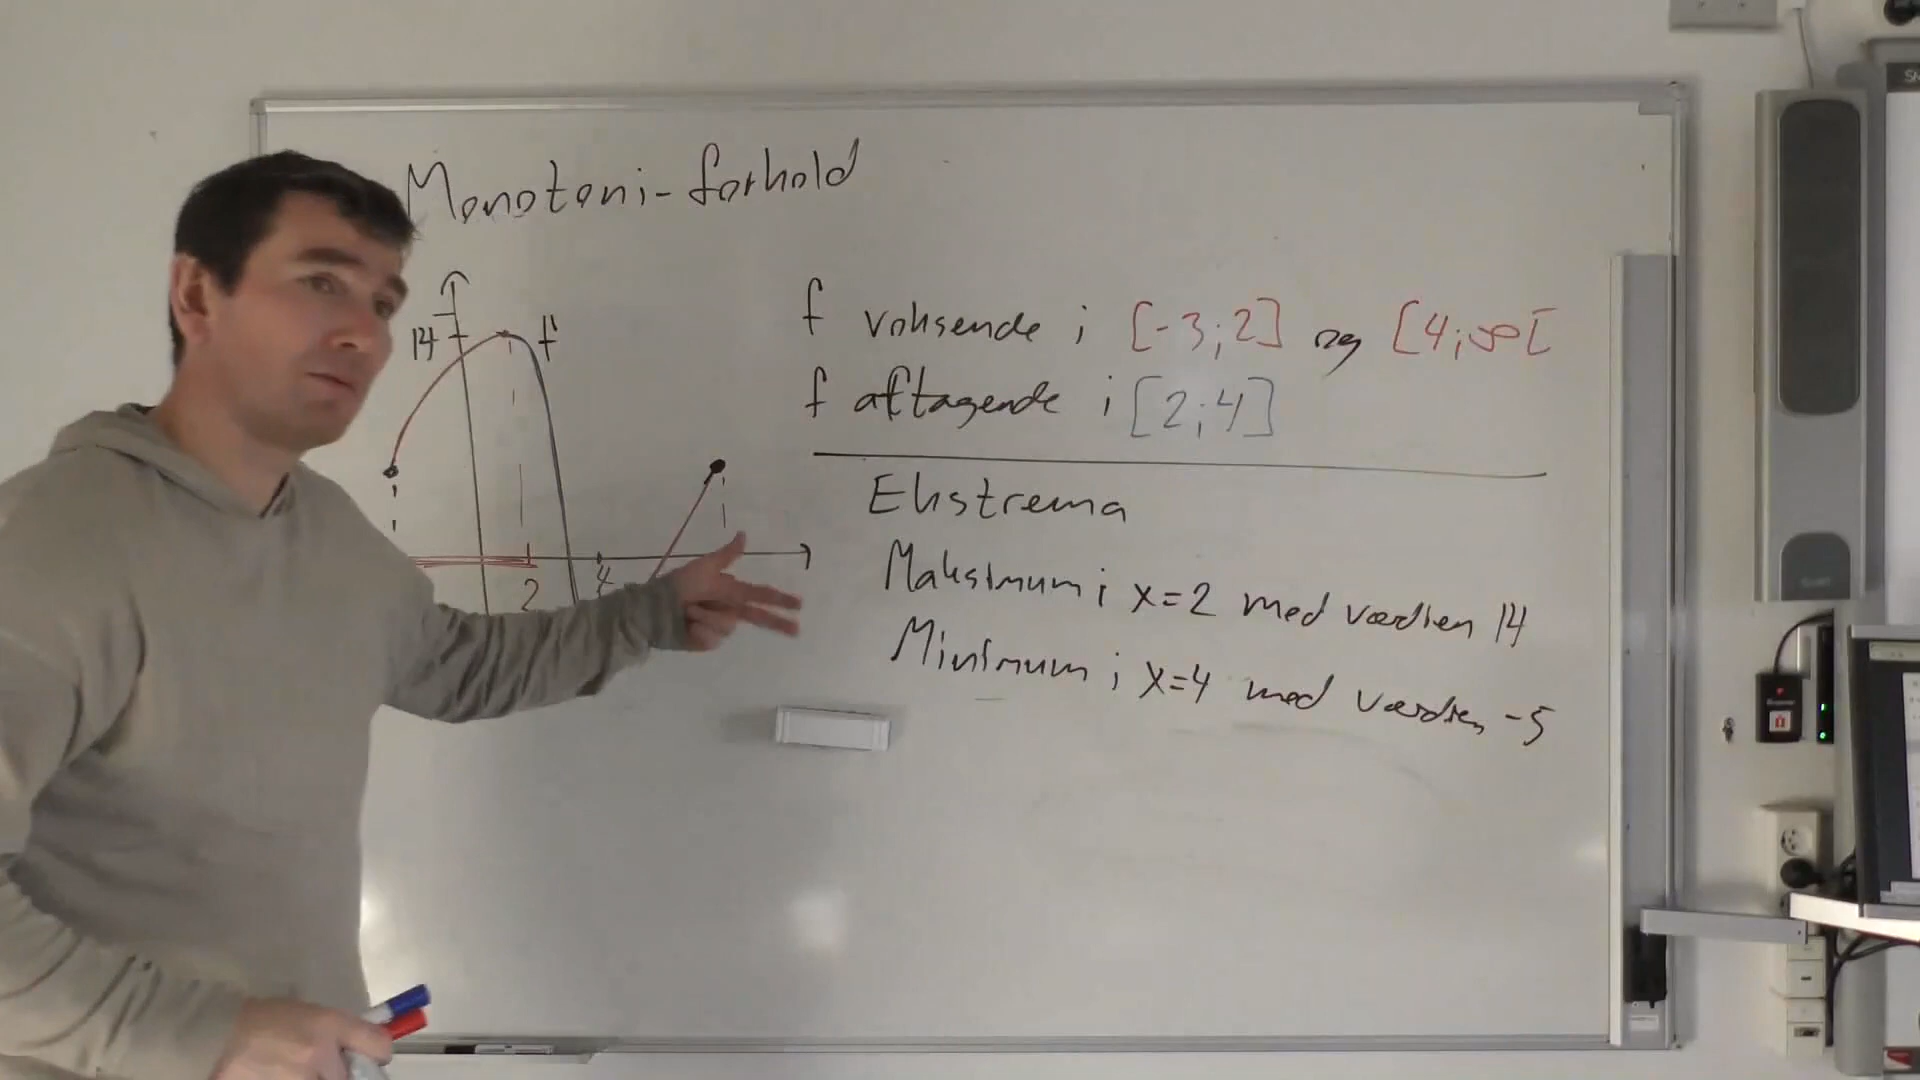 Monotoni-forhold
f voksende i [-3;2] og [4;∞[
f aftagende i [2;4]
14
f
2
4
Ekstrema
Maksimum i x=2 med værdien 14
Minimum i x=4 med værdien -5